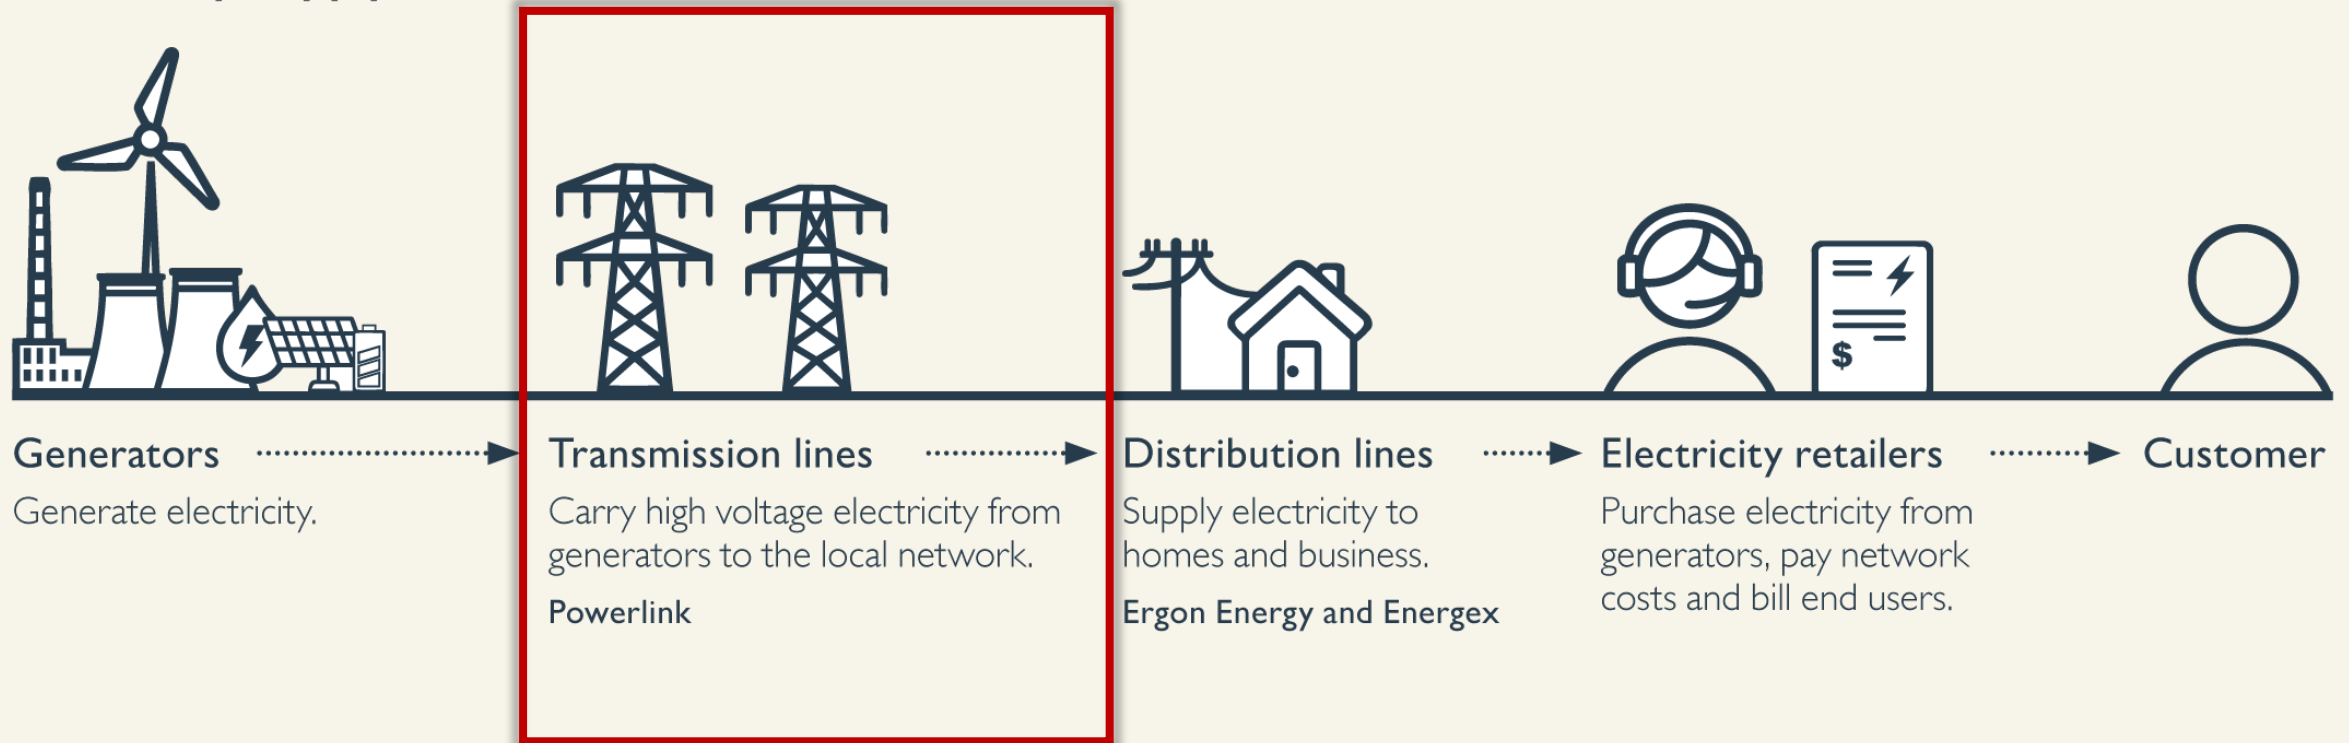 Generators
Generate electricity.
Transmission lines
Carry high voltage electricity from
generators to the local network.
Powerlink
Distribution lines
Supply electricity to
homes and business.
Ergon Energy and Energex
$
Electricity retailers
Purchase electricity from
generators, pay network
costs and bill end users.
Customer